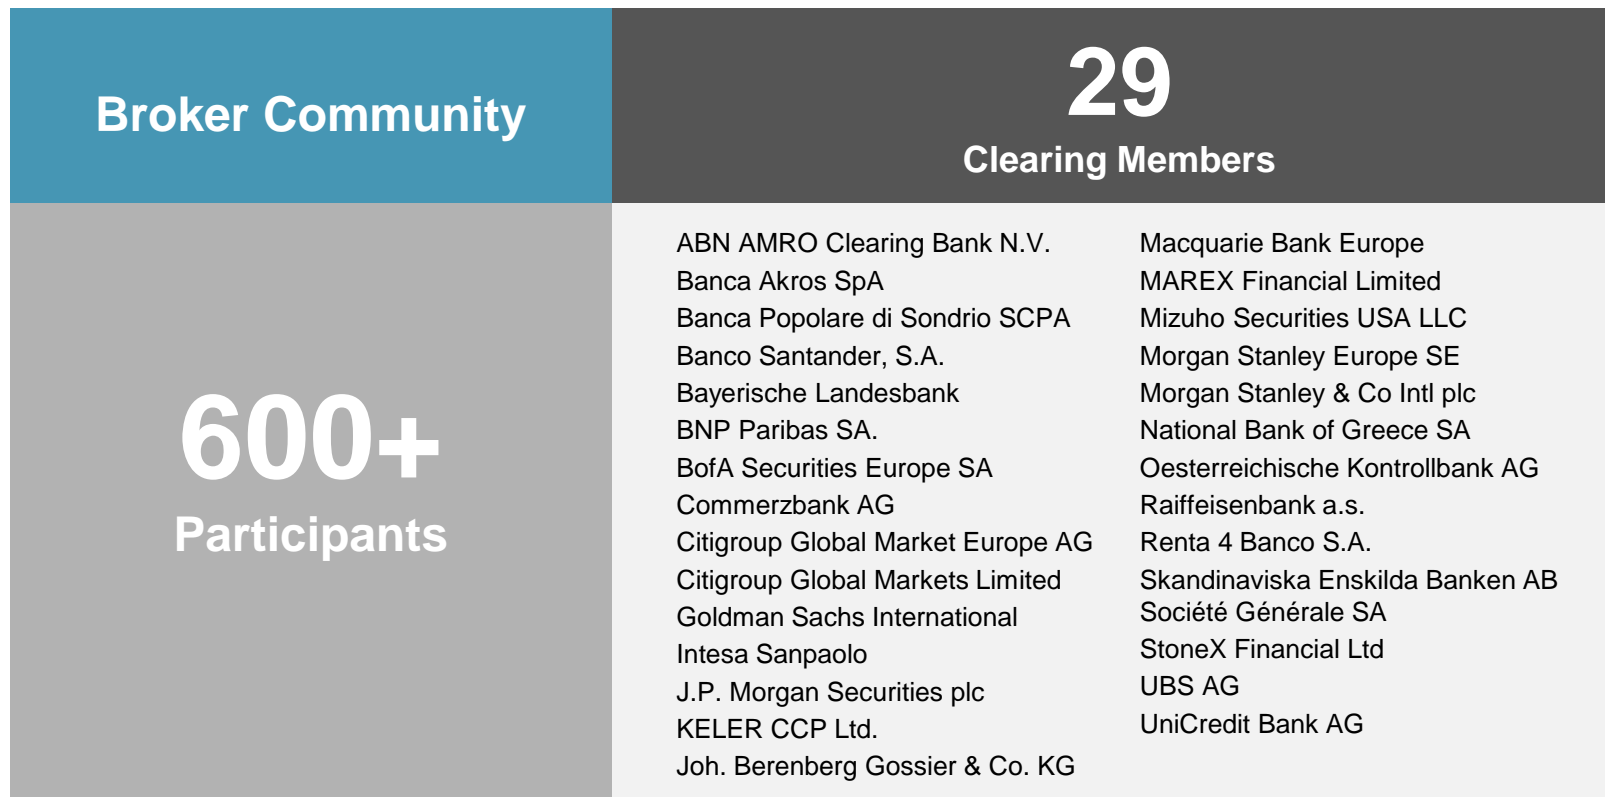 Broker Community
29
Clearing Members
600+
Participants
ABN AMRO Clearing Bank N.V.
Banca Akros SpA
Banca Popolare di Sondrio SCPA
Banco Santander, S.A.
Bayerische Landesbank
BNP Paribas SA.
BofA Securities Europe SA
Commerzbank AG
Citigroup Global Market Europe AG
Citigroup Global Markets Limited
Goldman Sachs International
Intesa Sanpaolo
J.P. Morgan Securities plc
KELER CCP Ltd.
Joh. Berenberg Gossier & Co. KG
Macquarie Bank Europe
MAREX Financial Limited
Mizuho Securities USA LLC
Morgan Stanley Europe SE
Morgan Stanley & Co Intl plc
National Bank of Greece SA
Oesterreichische Kontrollbank AG
Raiffeisenbank a.s.
Renta 4 Banco S.A.
Skandinaviska Enskilda Banken AB
Société Générale SA
StoneX Financial Ltd
UBS AG
UniCredit Bank AG